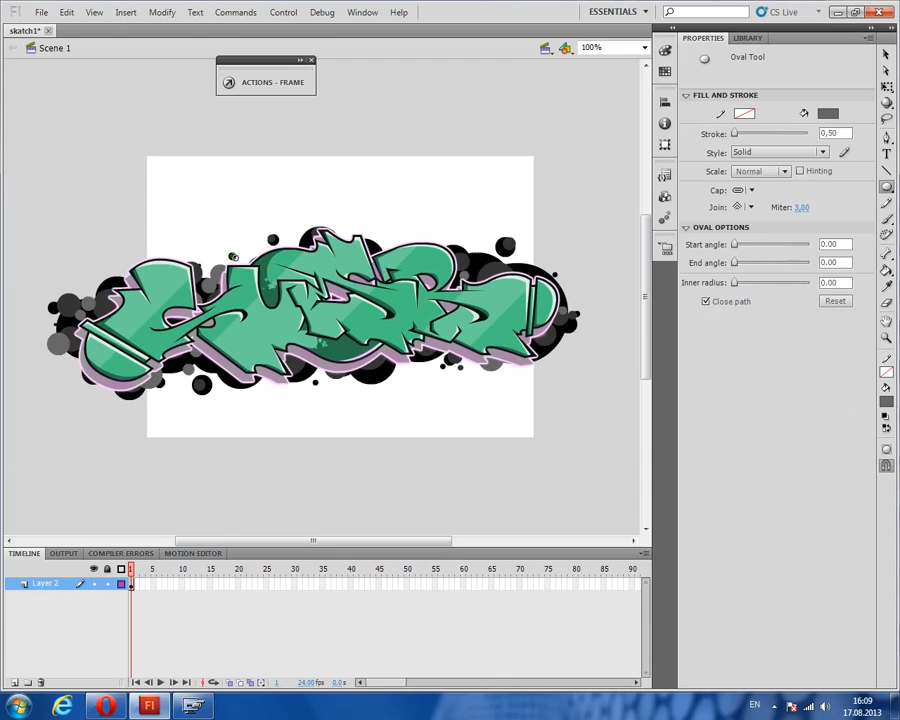 Fl File Edit View Insert Modify Text Commands Control Debug Window Help ESSENTIALS CS Live
skatch1*
Scene 1 100%
ACTIONS - FRAME
PROPERTIES LIBRARY
Oval Tool
FILL AND STROKE
Stroke: 0,50
Style: Solid
Scale: Normal Hinting
Cap:
Join: Miter: 3,00
OVAL OPTIONS
Start angle: 0.00
End angle: 0.00
Inner radius: 0.00
Close path Reset
TIMELINE OUTPUT COMPILER ERRORS MOTION EDITOR
1 5 10 15 20 25 30 35 40 45 50 55 60 65 70 75 80 85 90
Layer 2
1 24,00 fps 0,0 s
Fl EN 16:09
17.08.2013